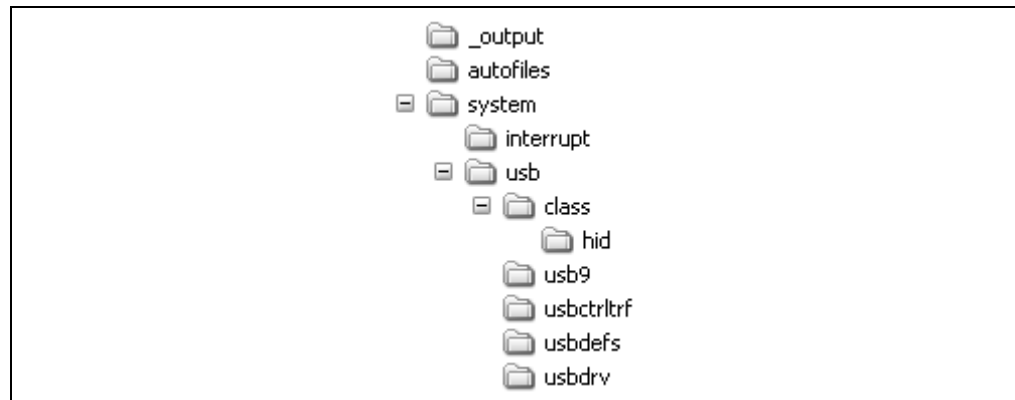 _output
autofiles
system
interrupt
usb
class
hid
usb9
usbctrltrf
usbdefs
usbdrv